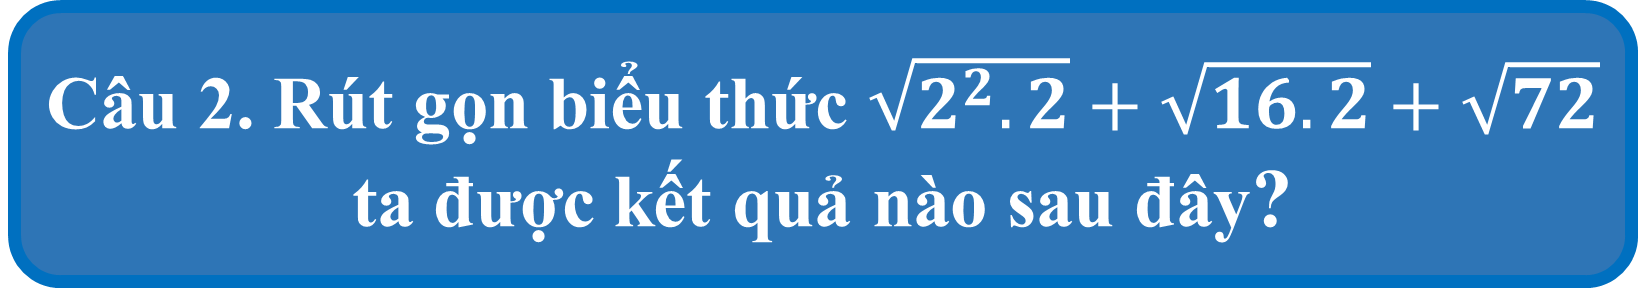 Câu 2. Rút gọn biểu thức √(2². 2) + √(16. 2) + √72
ta được kết quả nào sau đây?